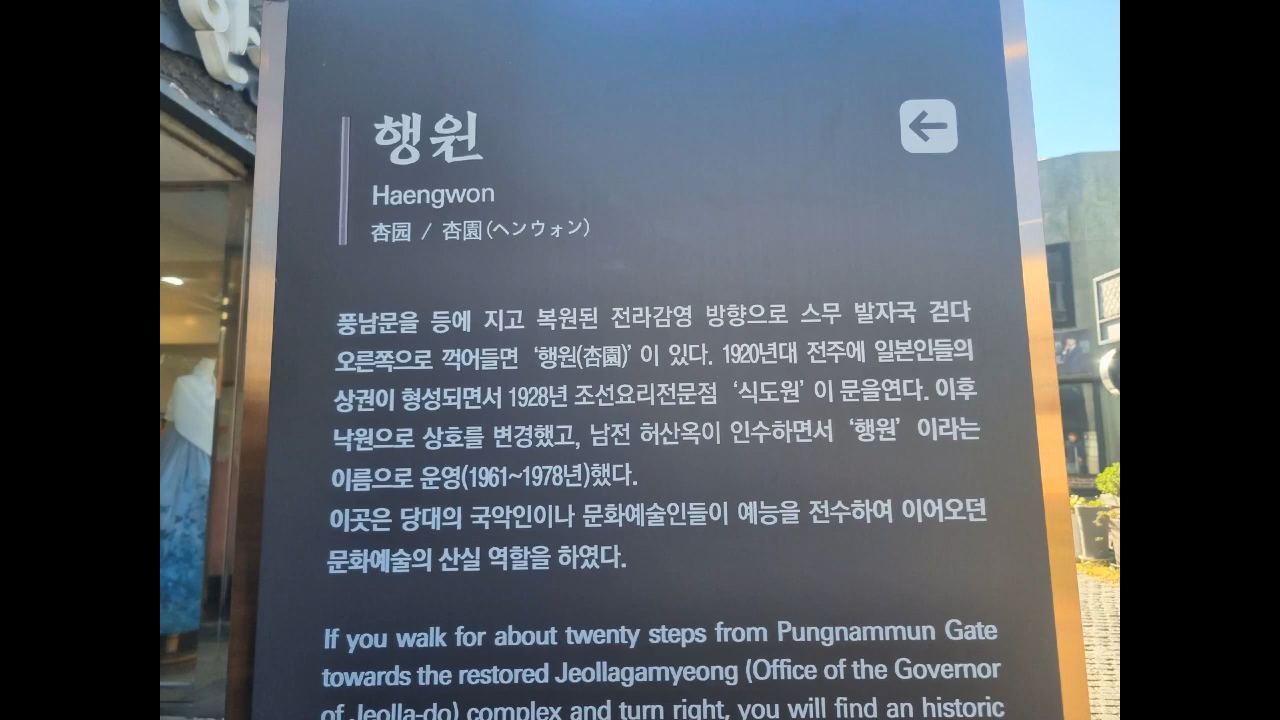 행원
Haengwon
杏园 / 杏園(ヘンウォン)
풍남문을 등에 지고 복원된 전라감영 방향으로 스무 발자국 걷다
오른쪽으로 꺽어들면 ‘행원(杏園)’ 이 있다. 1920년대 전주에 일본인들의
상권이 형성되면서 1928년 조선요리전문점 ‘식도원’ 이 문을연다. 이후
낙원으로 상호를 변경했고, 남전 허산옥이 인수하면서 ‘행원’ 이라는
이름으로 운영(1961~1978년)했다.
이곳은 당대의 국악인이나 문화예술인들이 예능을 전수하여 이어오던
문화예술의 산실 역할을 하였다.
If you walk for about twenty steps from Pungnammun Gate
towards the restored Jeollagamyeong (Office of the Governor
of Jeolla-do) complex and turn right, you will find an historic